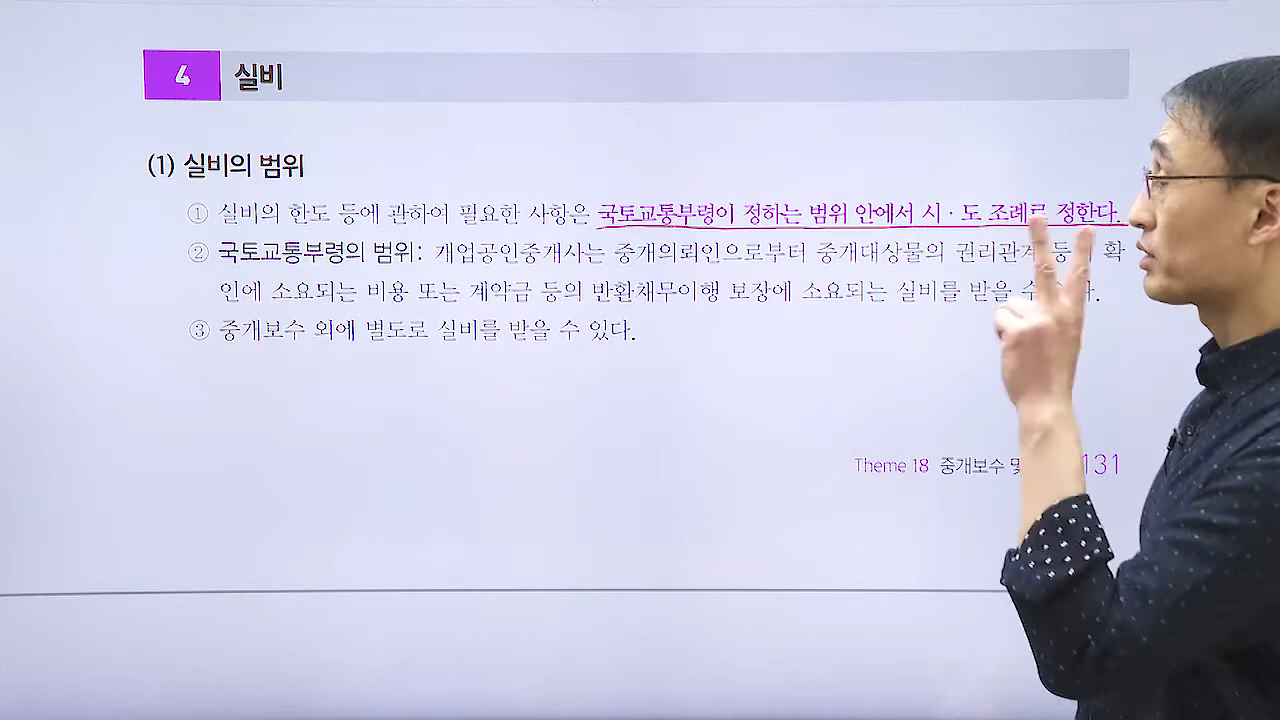 4 실비
(1) 실비의 범위
① 실비의 한도 등에 관하여 필요한 사항은 국토교통부령이 정하는 범위 안에서 시·도 조례로 정한다.
② 국토교통부령의 범위: 개업공인중개사는 중개의뢰인으로부터 중개대상물의 권리관계 등 확
인에 소요되는 비용 또는 계약금 등의 반환채무이행 보장에 소요되는 실비를 받을
③ 중개보수 외에 별도로 실비를 받을 수 있다.
Theme 18 중개보수 및 131